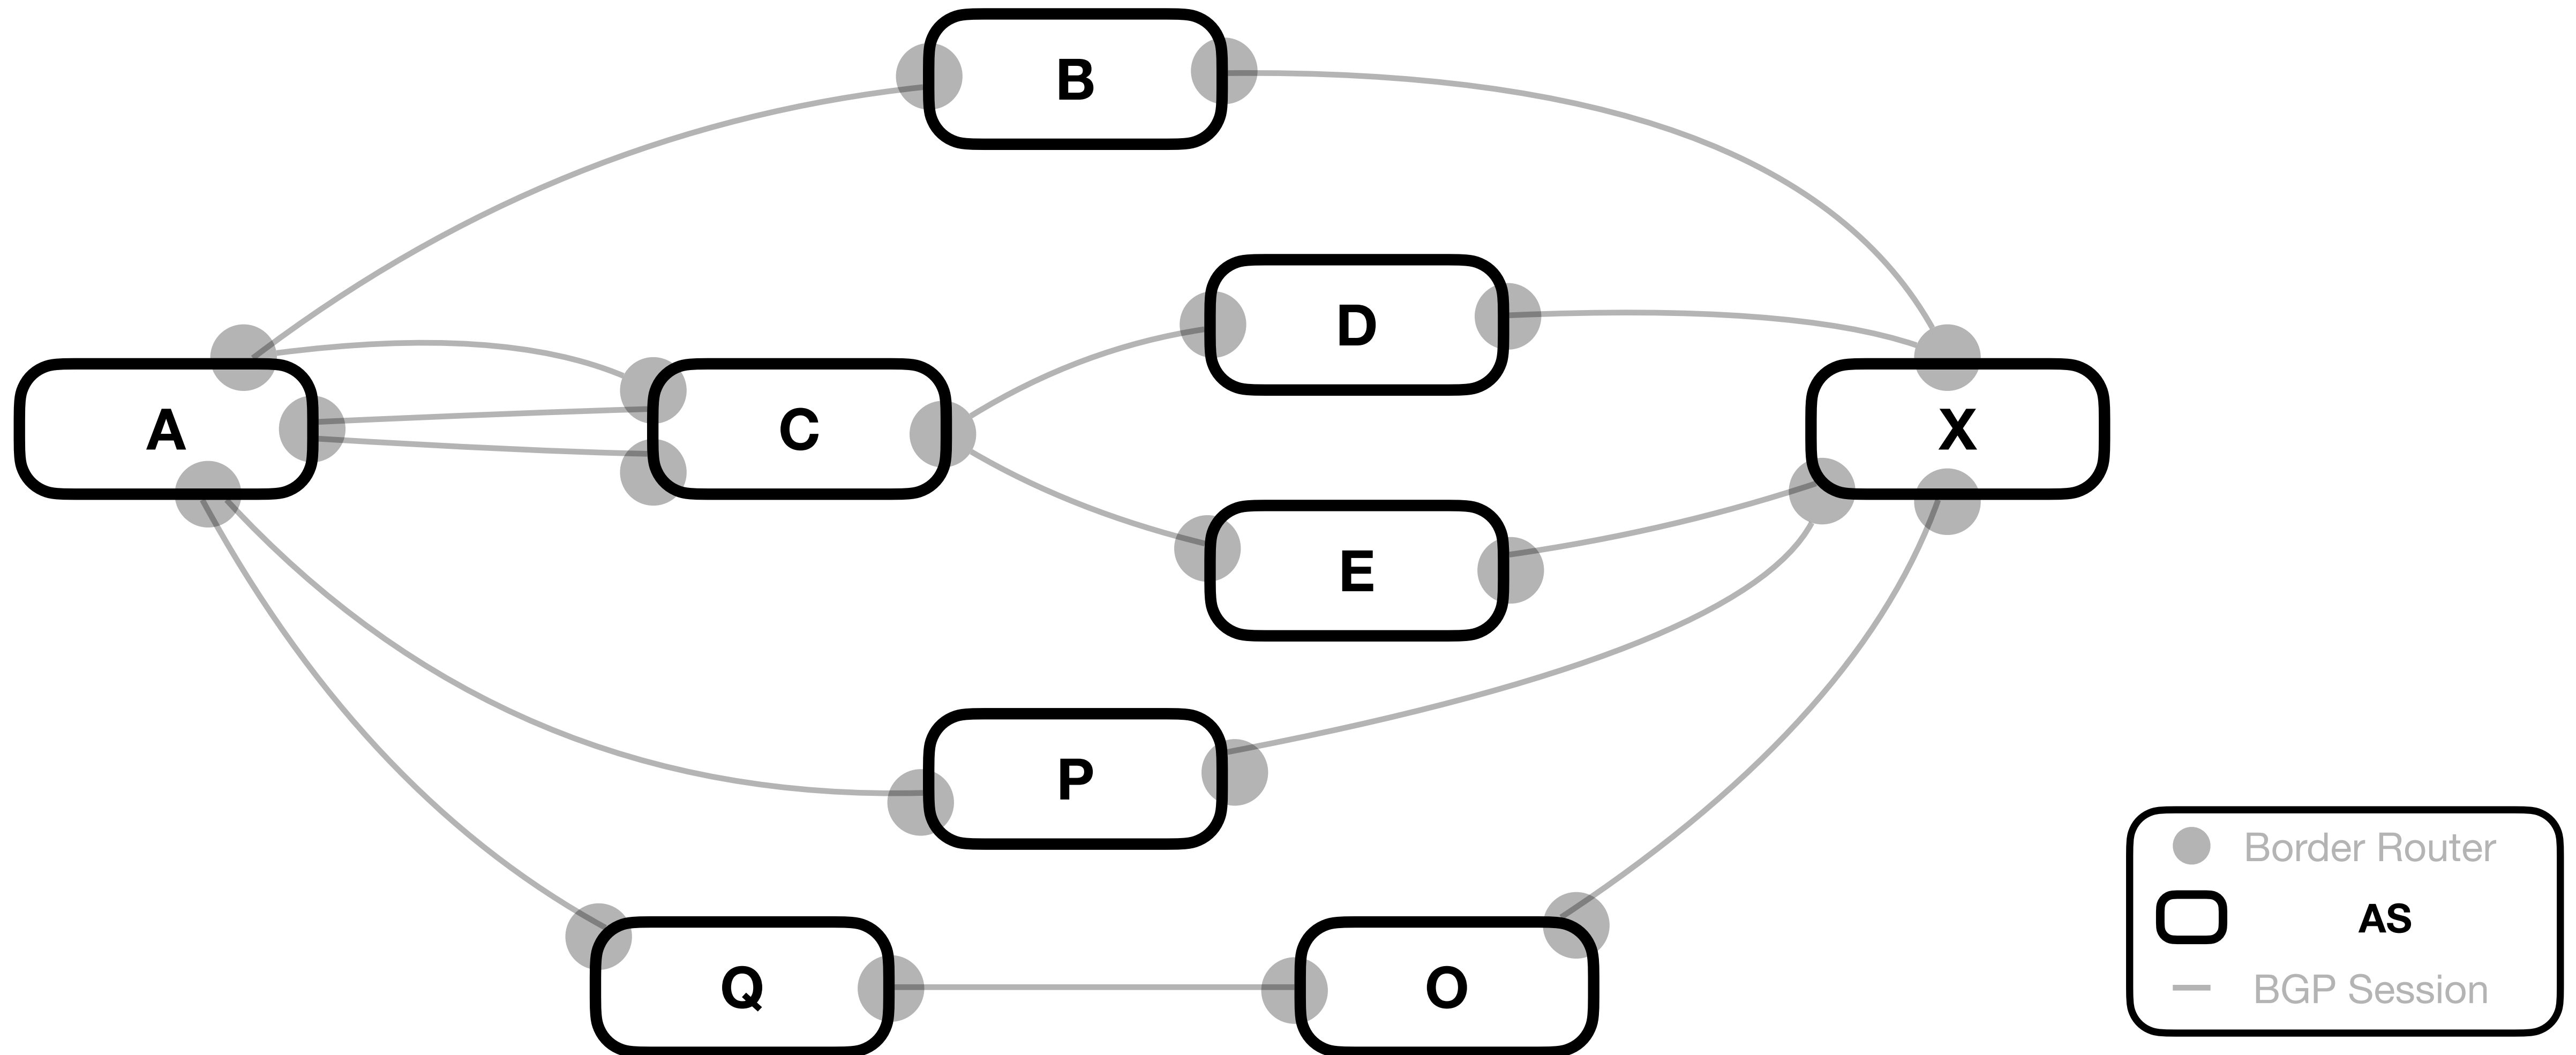 B
D
A
C
X
E
P
Q
O
Border Router
AS
BGP Session